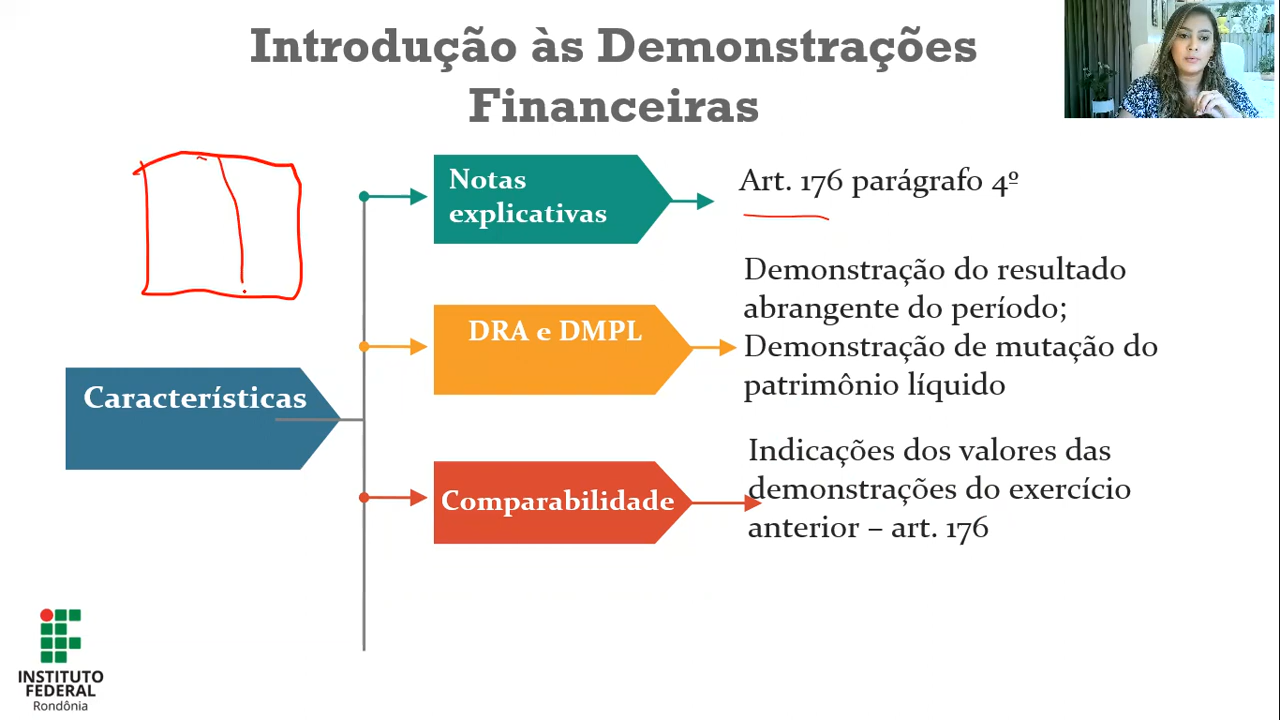 Introdução às Demonstrações
Financeiras
Notas
explicativas
Art. 176 parágrafo 4º
DRA e DMPL
Demonstração do resultado
abrangente do período;
Demonstração de mutação do
patrimônio líquido
Características
Comparabilidade
Indicações dos valores das
demonstrações do exercício
anterior – art. 176
INSTITUTO
FEDERAL
Rondônia